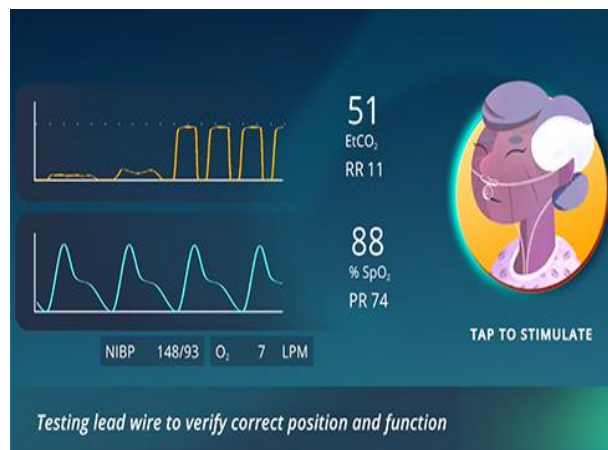 51
EtCO₂
RR 11
88
% SpO₂
PR 74
NIBP 148/93 O₂ 7 LPM
TAP TO STIMULATE
Testing lead wire to verify correct position and function